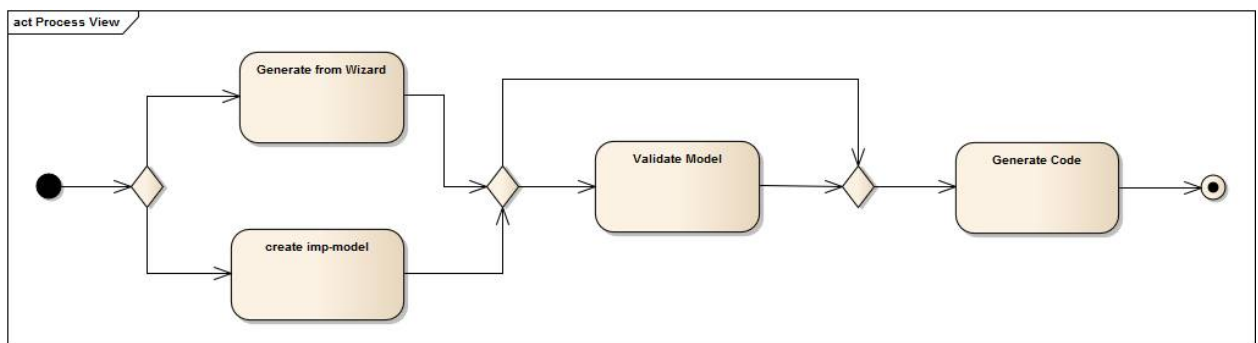 act Process View
Generate from Wizard
create imp-model
Validate Model
Generate Code